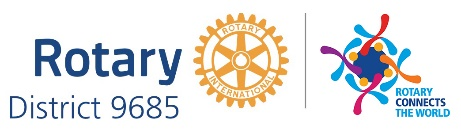 Rotary
District 9685
ROTARY
INTERNATIONAL
ROTARY
CONNECTS
THE WORLD